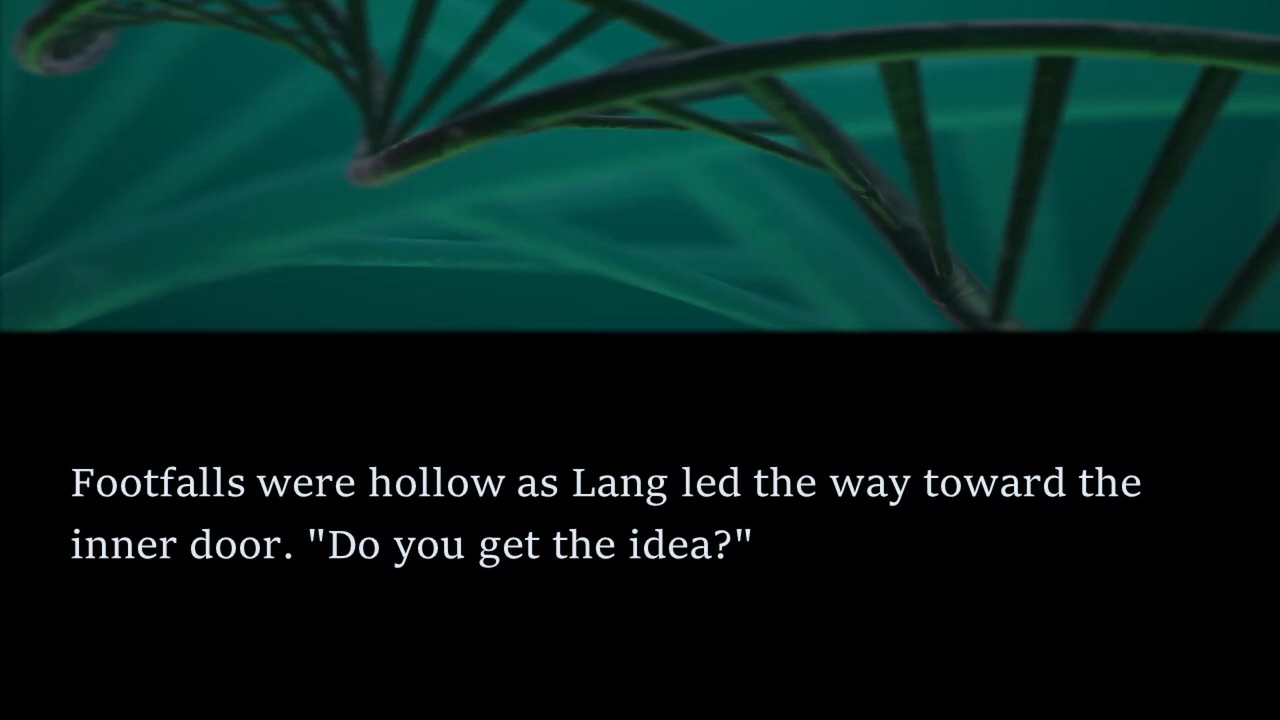 Footfalls were hollow as Lang led the way toward the
inner door. "Do you get the idea?"